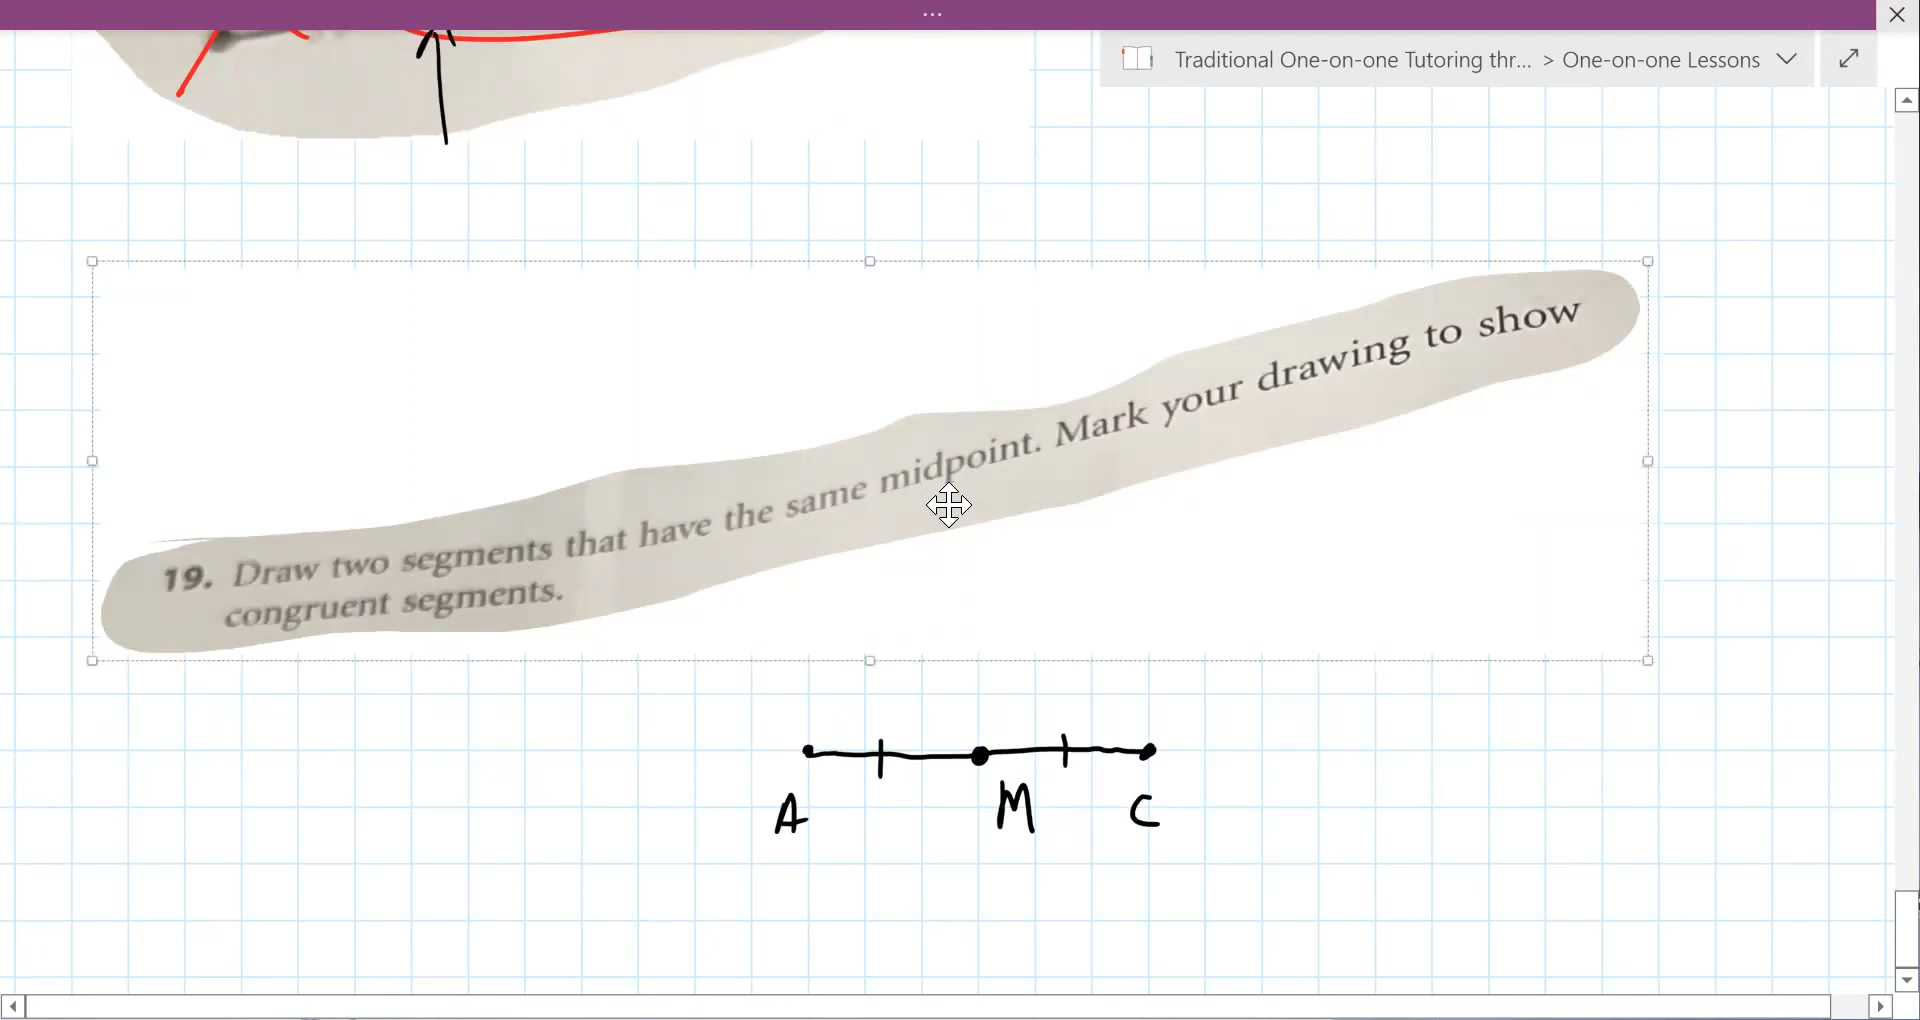 ...
Traditional One-on-one Tutoring thr... > One-on-one Lessons
19. Draw two segments that have the same midpoint. Mark your drawing to show
congruent segments.
A M C